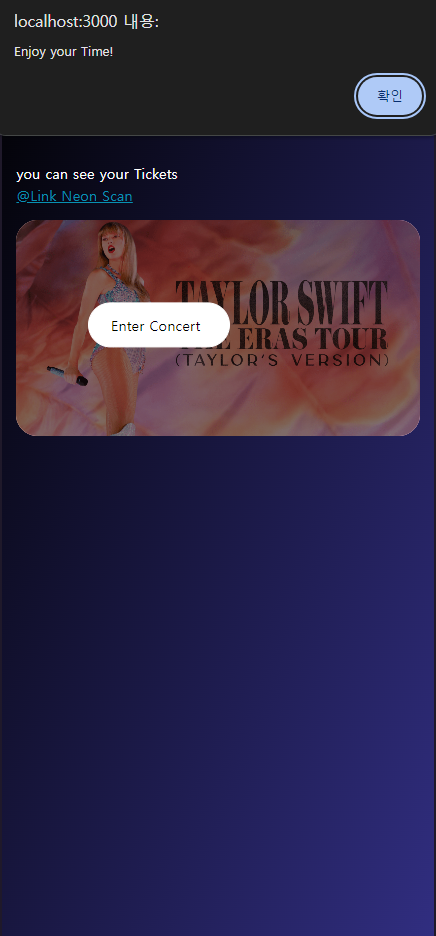 localhost:3000 내용:
Enjoy your Time!
확인
you can see your Tickets
@Link Neon Scan
TAYLOR SWIFT
Enter Concert
ERAS TOUR
(TAYLOR'S VERSION)